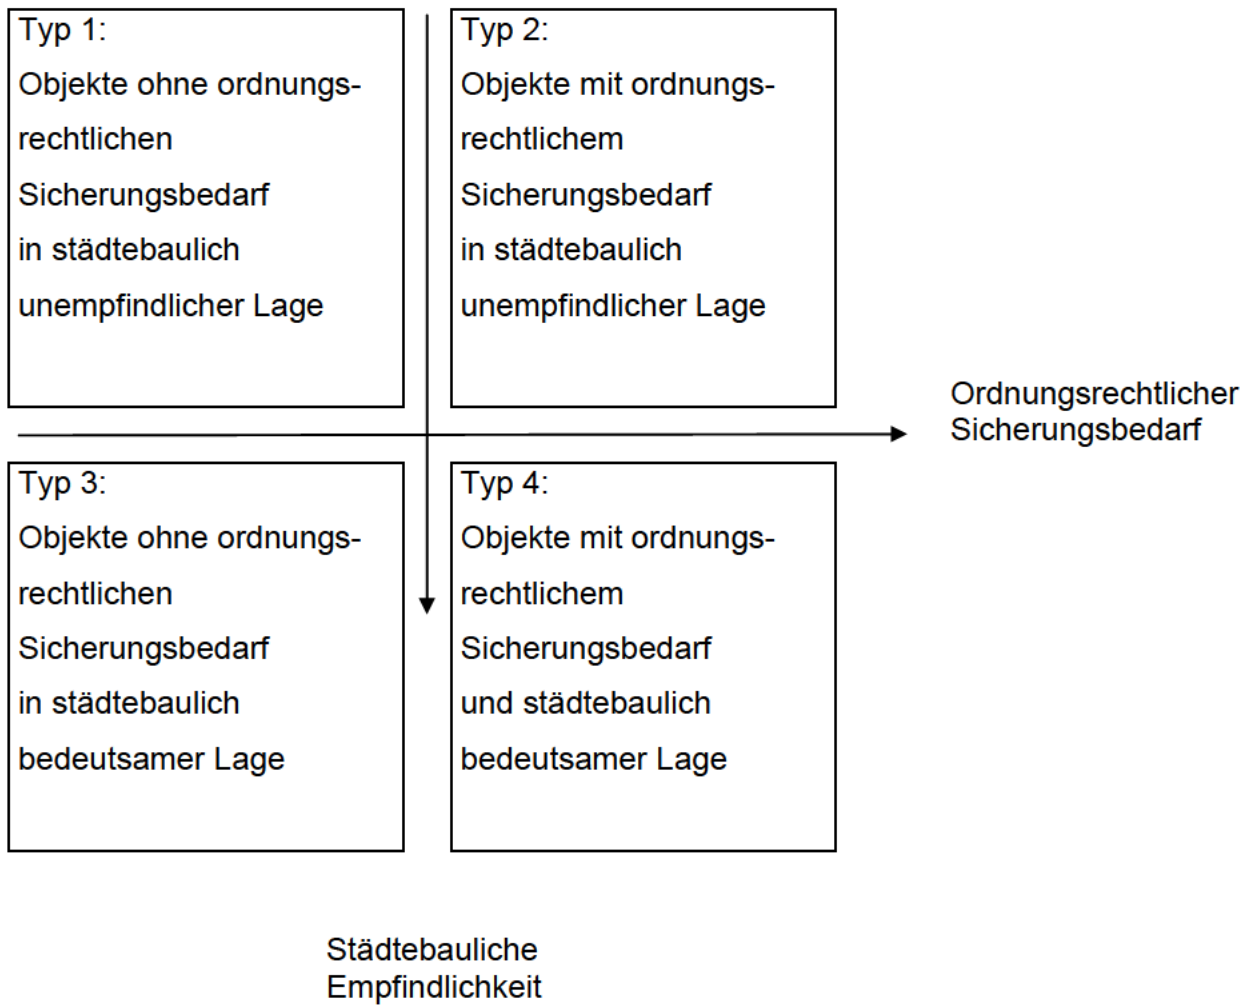 Typ 1:
Objekte ohne ordnungs-
rechtlichen
Sicherungsbedarf
in städtebaulich
unempfindlicher Lage
Typ 2:
Objekte mit ordnungs-
rechtlichem
Sicherungsbedarf
in städtebaulich
unempfindlicher Lage
Ordnungsrechtlicher
Sicherungsbedarf
Typ 3:
Objekte ohne ordnungs-
rechtlichen
Sicherungsbedarf
in städtebaulich
bedeutsamer Lage
Typ 4:
Objekte mit ordnungs-
rechtlichem
Sicherungsbedarf
und städtebaulich
bedeutsamer Lage
Städtebauliche
Empfindlichkeit